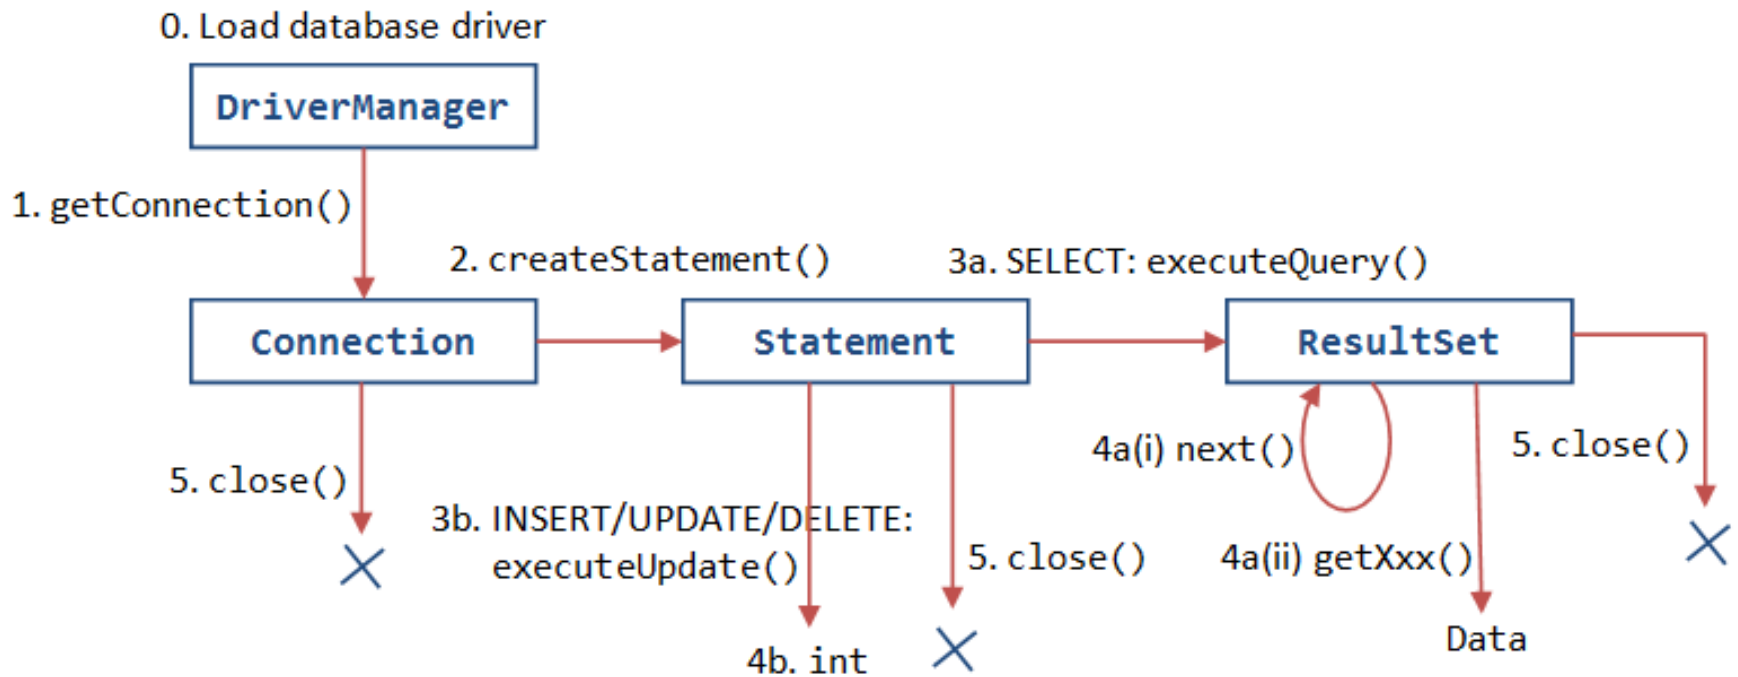 0. Load database driver
DriverManager
1. getConnection()
2. createStatement()
3a. SELECT: executeQuery()
Connection
Statement
ResultSet
4a(i) next()
5. close()
5. close()
3b. INSERT/UPDATE/DELETE:
executeUpdate()
5. close()
4a(ii) getXxx()
4b. int
Data